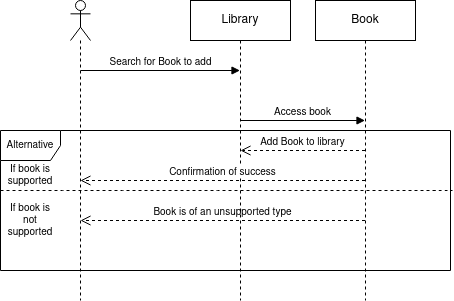 Library
Book
Search for Book to add
Access book
Alternative
Add Book to library
If book is
supported
Confirmation of success
If book is
not
supported
Book is of an unsupported type